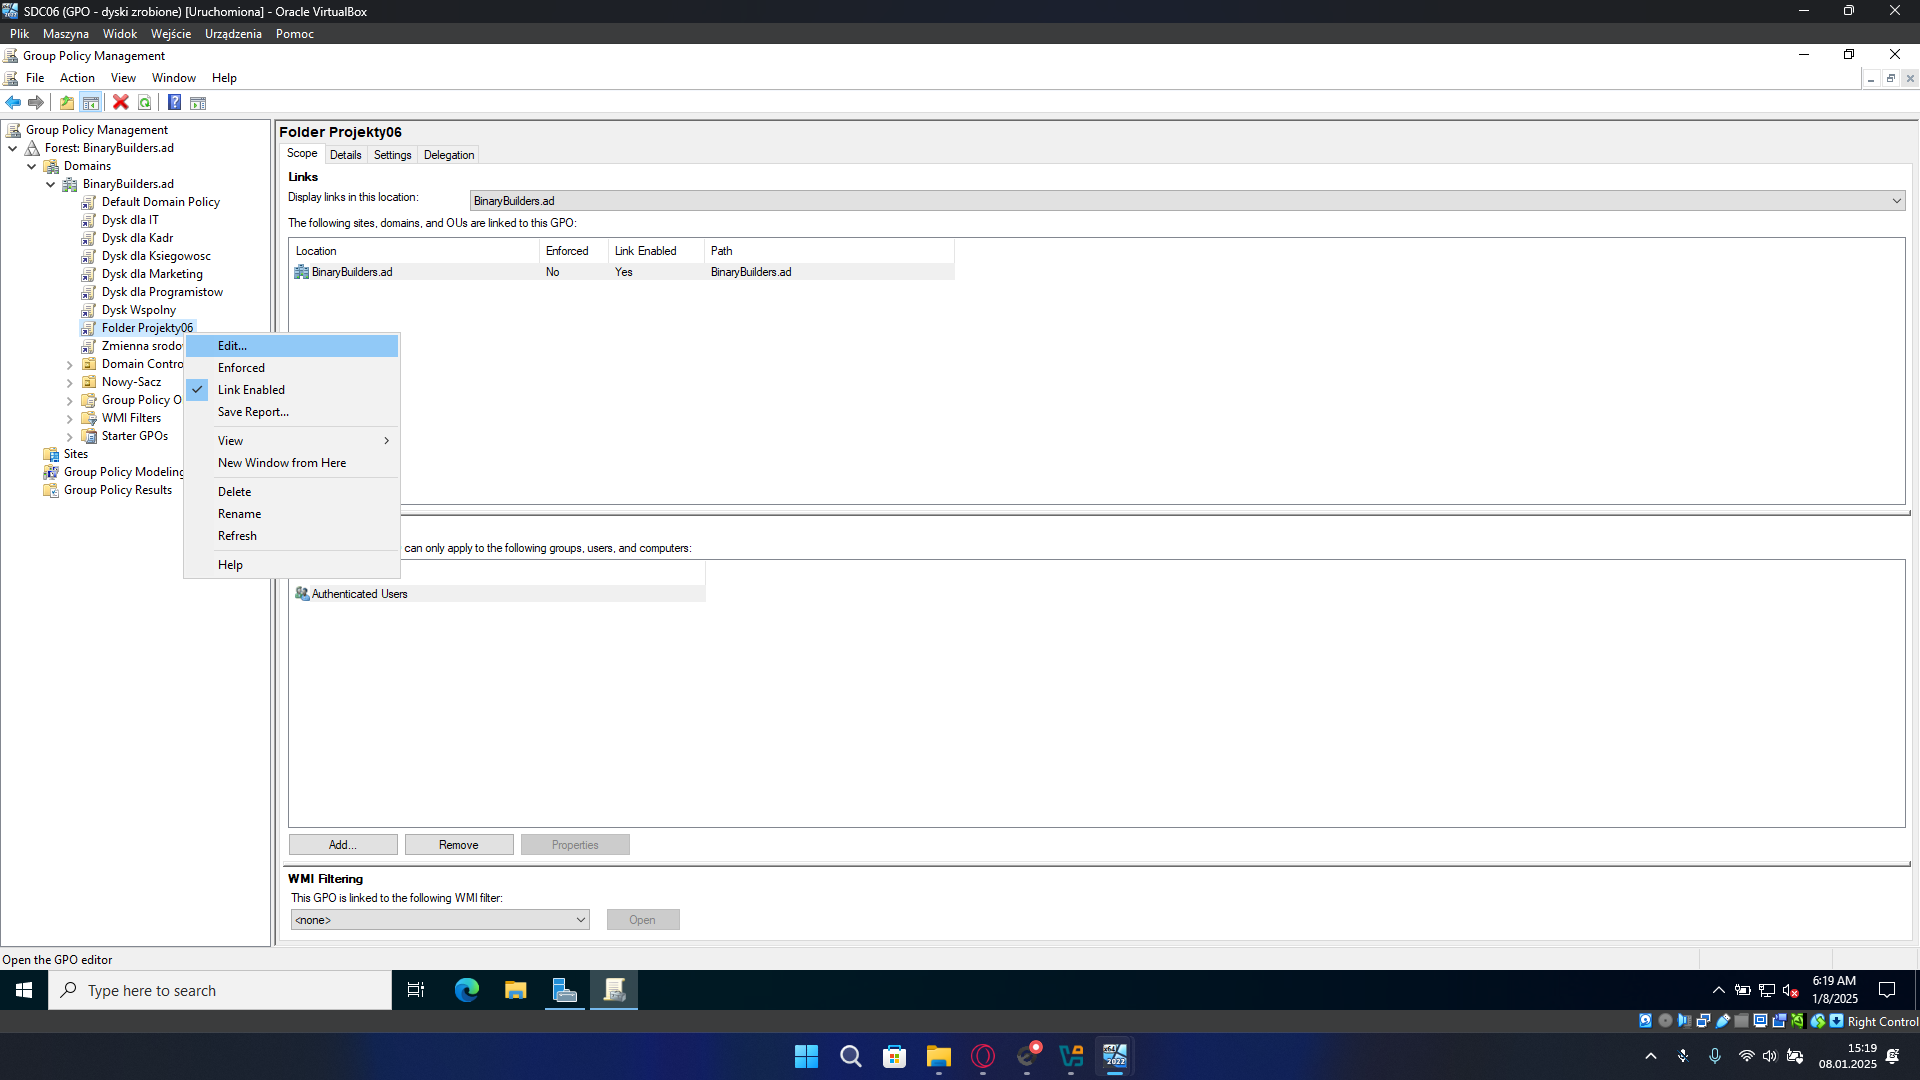 SDC06 (GPO - dyski zrobione) [Uruchomiona] - Oracle VirtualBox
Plik Maszyna Widok Wejście Urządzenia Pomoc
Group Policy Management
File Action View Window Help
Group Policy Management
Forest: BinaryBuilders.ad
Domains
BinaryBuilders.ad
Default Domain Policy
Dysk dla IT
Dysk dla Kadr
Dysk dla Ksiegowosc
Dysk dla Marketing
Dysk dla Programistow
Dysk Wspolny
Folder Projekty06
Zmienna srodo
Domain Contro
Nowy-Sacz
Group Policy O
WMI Filters
Starter GPOs
Sites
Group Policy Modeling
Group Policy Results
Edit...
Enforced
Link Enabled
Save Report...
View
New Window from Here
Delete
Rename
Refresh
Help
Folder Projekty06
Scope Details Settings Delegation
Links
Display links in this location: BinaryBuilders.ad
The following sites, domains, and OUs are linked to this GPO:
Location Enforced Link Enabled Path
BinaryBuilders.ad No Yes BinaryBuilders.ad
can only apply to the following groups, users, and computers:
Authenticated Users
Add... Remove Properties
WMI Filtering
This GPO is linked to the following WMI filter:
<none> Open
Open the GPO editor
Type here to search
6:19 AM
1/8/2025
Right Control
15:19
08.01.2025